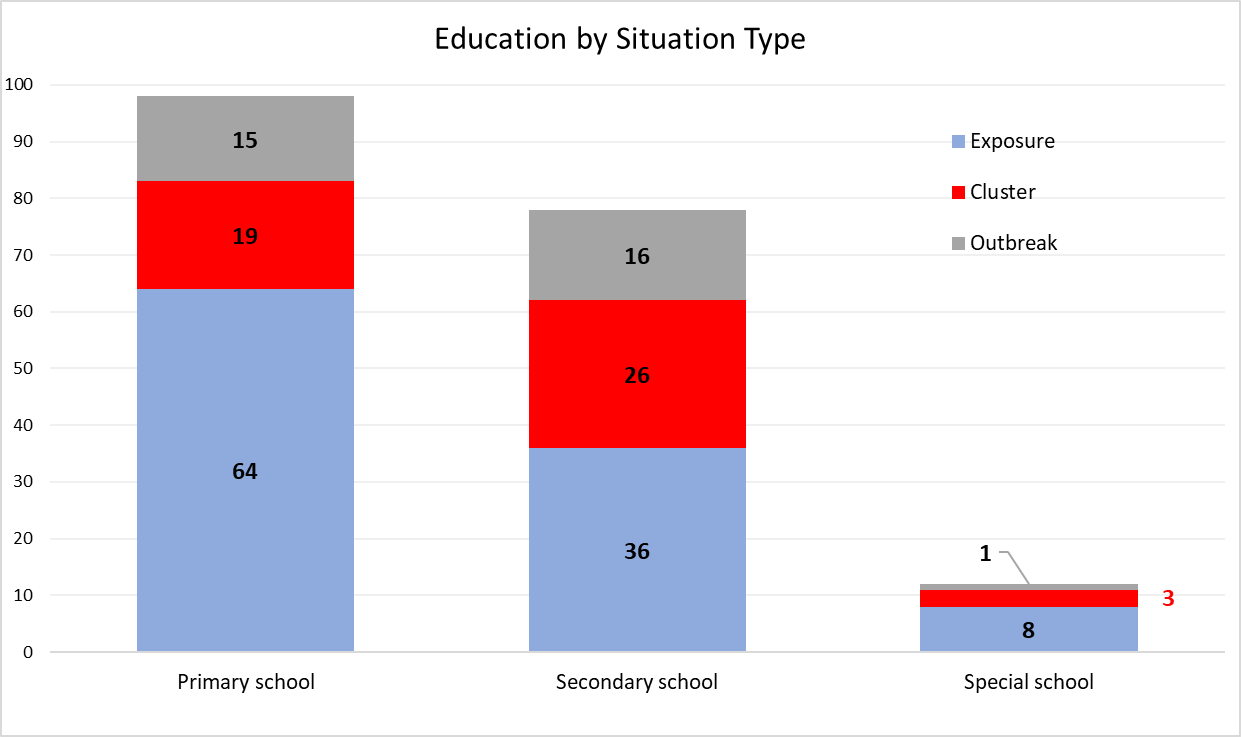 Education by Situation Type
100
90
80
70
60
50
40
30
20
10
0
15
19
64
16
26
36
1
3
8
Exposure
Cluster
Outbreak
Primary school
Secondary school
Special school